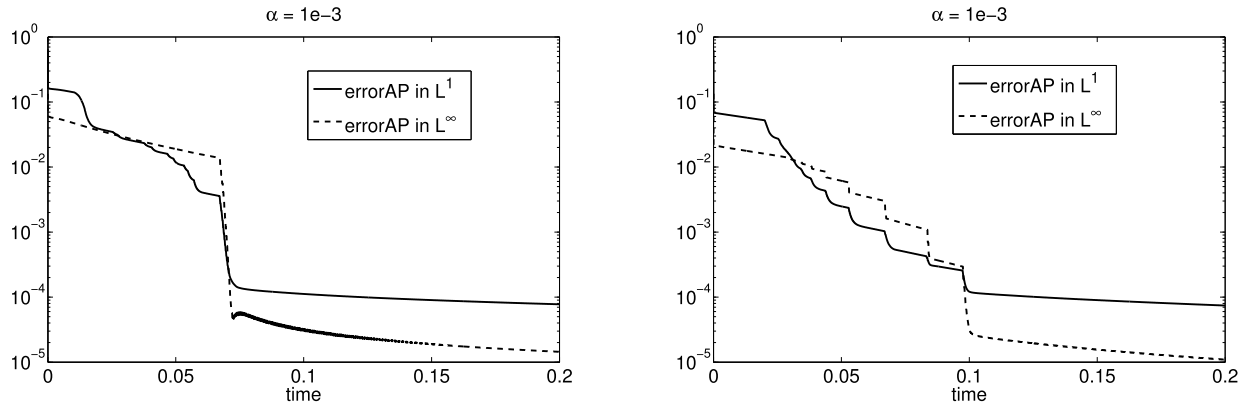 α = 1e−3
10^0
10^−1
10^−2
10^−3
10^−4
10^−5
errorAP in L^1
errorAP in L^∞
0 0.05 0.1 0.15 0.2
time
α = 1e−3
10^0
10^−1
10^−2
10^−3
10^−4
10^−5
errorAP in L^1
errorAP in L^∞
0 0.05 0.1 0.15 0.2
time